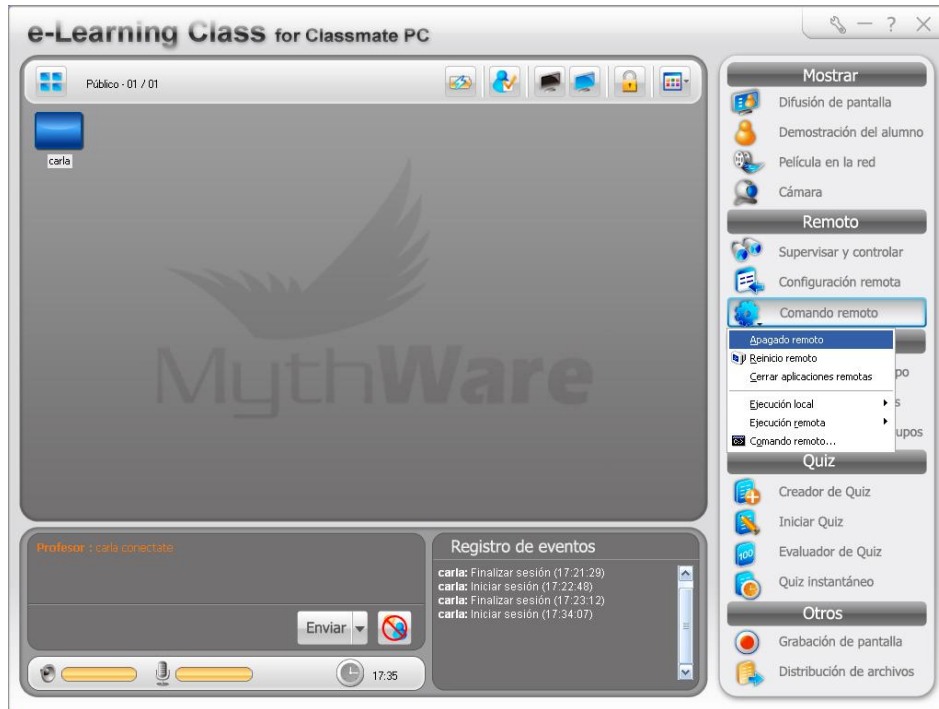 e-Learning Class for Classmate PC
Público - 01 / 01
carla
MythWare
Profesor : carla conectate
Enviar
17:35
Registro de eventos
carla: Finalizar sesión (17:21:29)
carla: Iniciar sesión (17:22:48)
carla: Finalizar sesión (17:23:12)
carla: Iniciar sesión (17:34:07)
Mostrar
Difusión de pantalla
Demostración del alumno
Película en la red
Cámara
Remoto
Supervisar y controlar
Configuración remota
Comando remoto
Apagado remoto
Reinicio remoto
Cerrar aplicaciones remotas
Ejecución local
Ejecución remota
Comando remoto...
po
s
upos
Quiz
Creador de Quiz
Iniciar Quiz
100
Evaluador de Quiz
Quiz instantáneo
Otros
Grabación de pantalla
Distribución de archivos